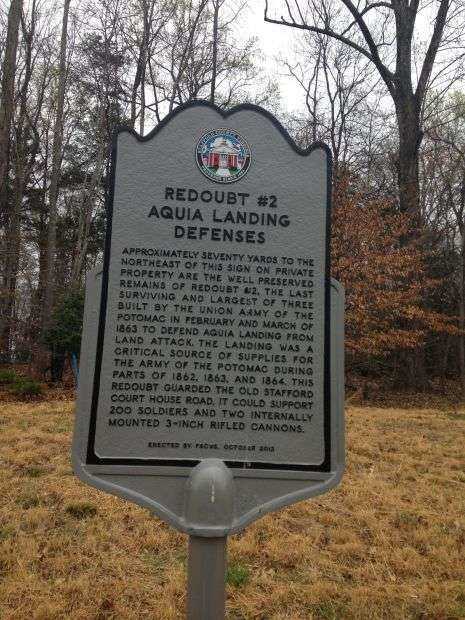 REDOUBT #2
AQUIA LANDING
DEFENSES
APPROXIMATELY SEVENTY YARDS TO THE
NORTHEAST OF THIS SIGN ON PRIVATE
PROPERTY ARE THE WELL PRESERVED
REMAINS OF REDOUBT #2, THE LAST
SURVIVING AND LARGEST OF THREE
BUILT BY THE UNION ARMY OF THE
POTOMAC IN FEBRUARY AND MARCH OF
1863 TO DEFEND AQUIA LANDING FROM
LAND ATTACK. THE LANDING WAS A
CRITICAL SOURCE OF SUPPLIES FOR
THE ARMY OF THE POTOMAC DURING
PARTS OF 1862, 1863, AND 1864. THIS
REDOUBT GUARDED THE OLD STAFFORD
COURT HOUSE ROAD. IT COULD SUPPORT
200 SOLDIERS AND TWO INTERNALLY
MOUNTED 3-INCH RIFLED CANNONS.
ERECTED BY FSCWS, OCTOBER 2013